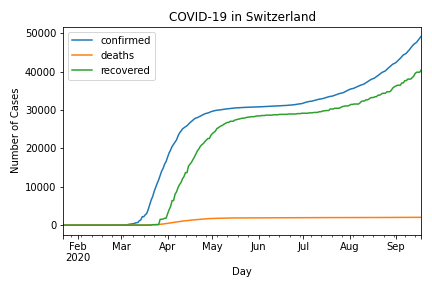 COVID-19 in Switzerland
confirmed
deaths
recovered
Number of Cases
50000
40000
30000
20000
10000
0
Feb Mar Apr May Jun Jul Aug Sep
2020
Day